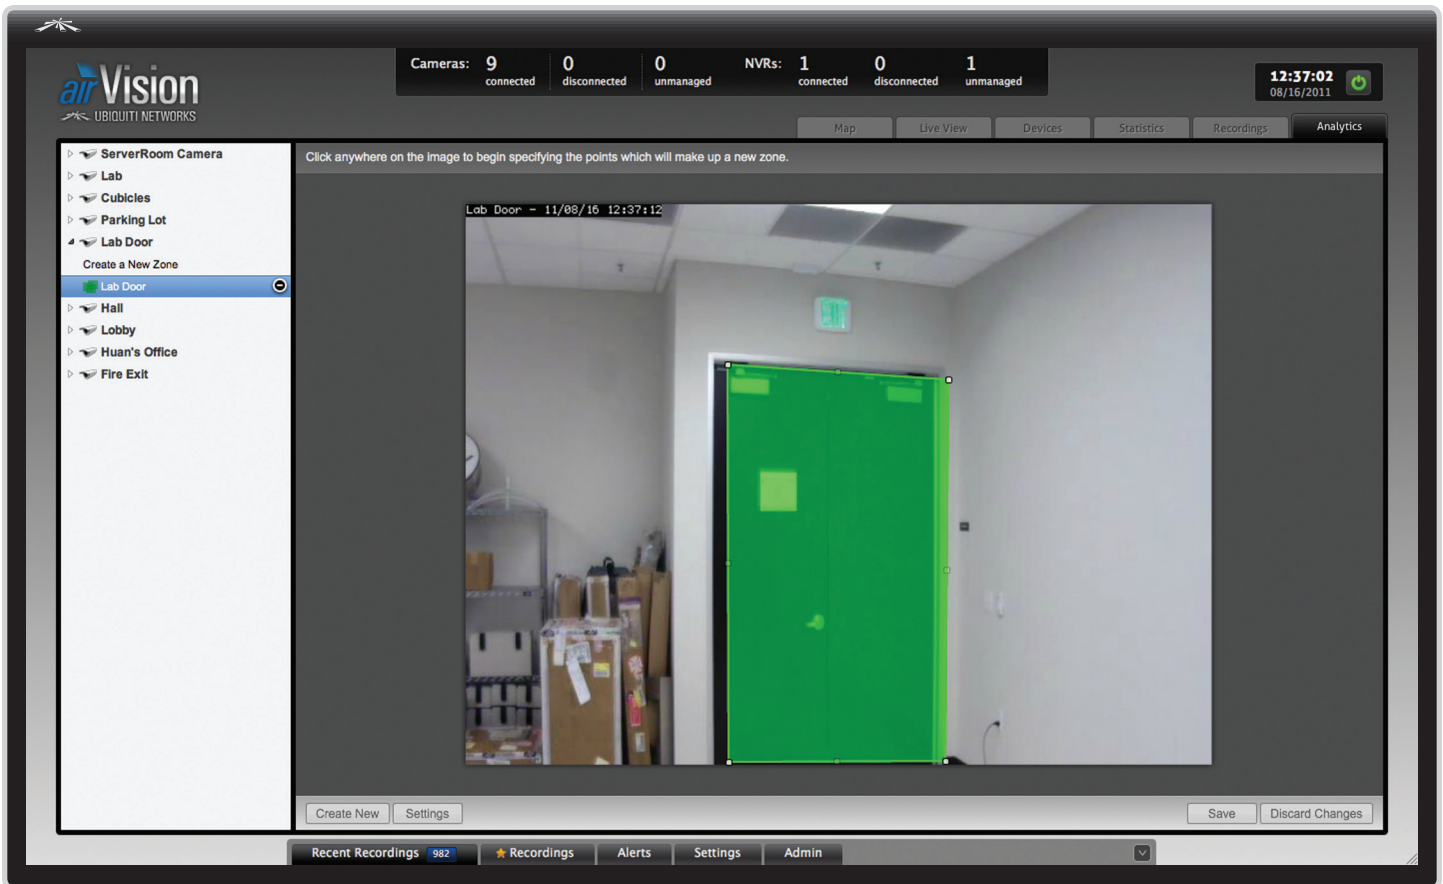 Cameras: 9 connected 0 disconnected 0 unmanaged NVRs: 1 connected 0 disconnected 1 unmanaged
airVision
UBIQUITI NETWORKS
12:37:02
08/16/2011
Map Live View Devices Statistics Recordings Analytics
ServerRoom Camera
Lab
Cubicles
Parking Lot
Lab Door
Create a New Zone
Lab Door
Hall
Lobby
Huan's Office
Fire Exit
Click anywhere on the image to begin specifying the points which will make up a new zone.
Lab Door - 11/08/16 12:37:12
Create New Settings Save Discard Changes
Recent Recordings 982 Recordings Alerts Settings Admin